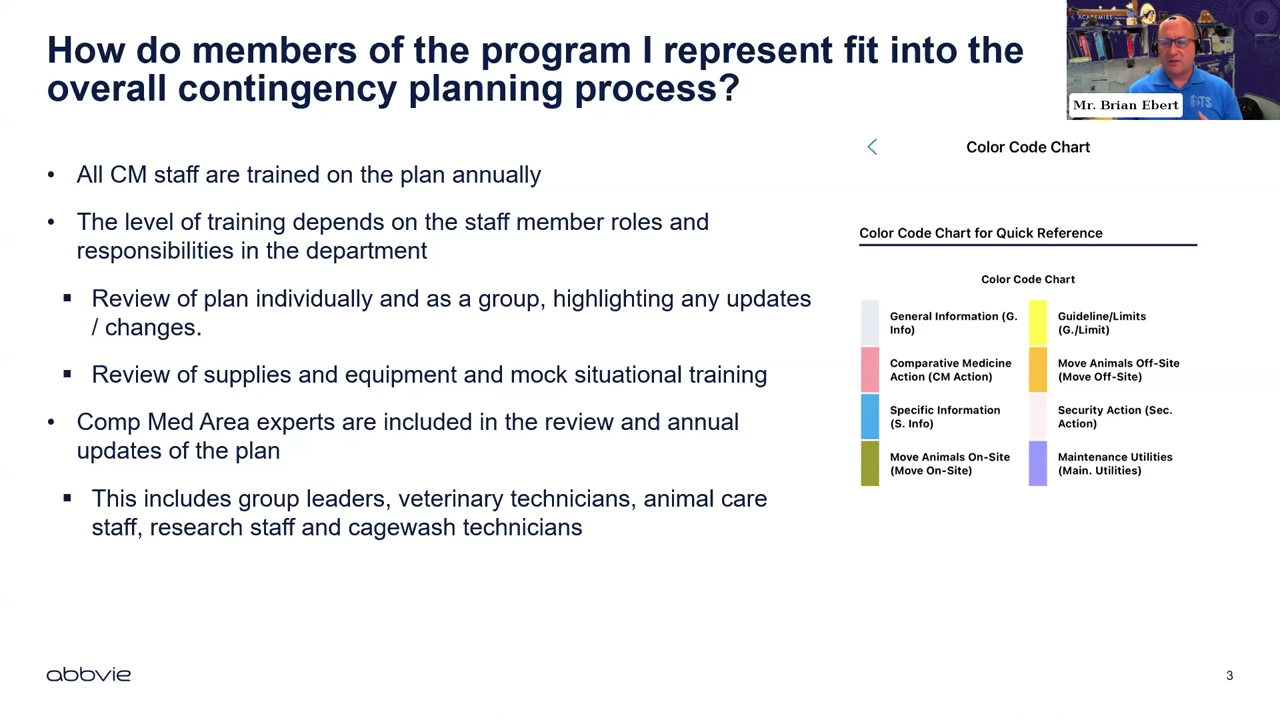 How do members of the program I represent fit into the
overall contingency planning process?
ACADEMIES
Mr. Brian Ebert
• All CM staff are trained on the plan annually
• The level of training depends on the staff member roles and
responsibilities in the department
▪ Review of plan individually and as a group, highlighting any updates
/ changes.
▪ Review of supplies and equipment and mock situational training
• Comp Med Area experts are included in the review and annual
updates of the plan
▪ This includes group leaders, veterinary technicians, animal care
staff, research staff and cagewash technicians
Color Code Chart
Color Code Chart for Quick Reference
Color Code Chart
General Information (G.
Info)
Guideline/Limits
(G./Limit)
Comparative Medicine
Action (CM Action)
Move Animals Off-Site
(Move Off-Site)
Specific Information
(S. Info)
Security Action (Sec.
Action)
Move Animals On-Site
(Move On-Site)
Maintenance Utilities
(Main. Utilities)
abbvie
3